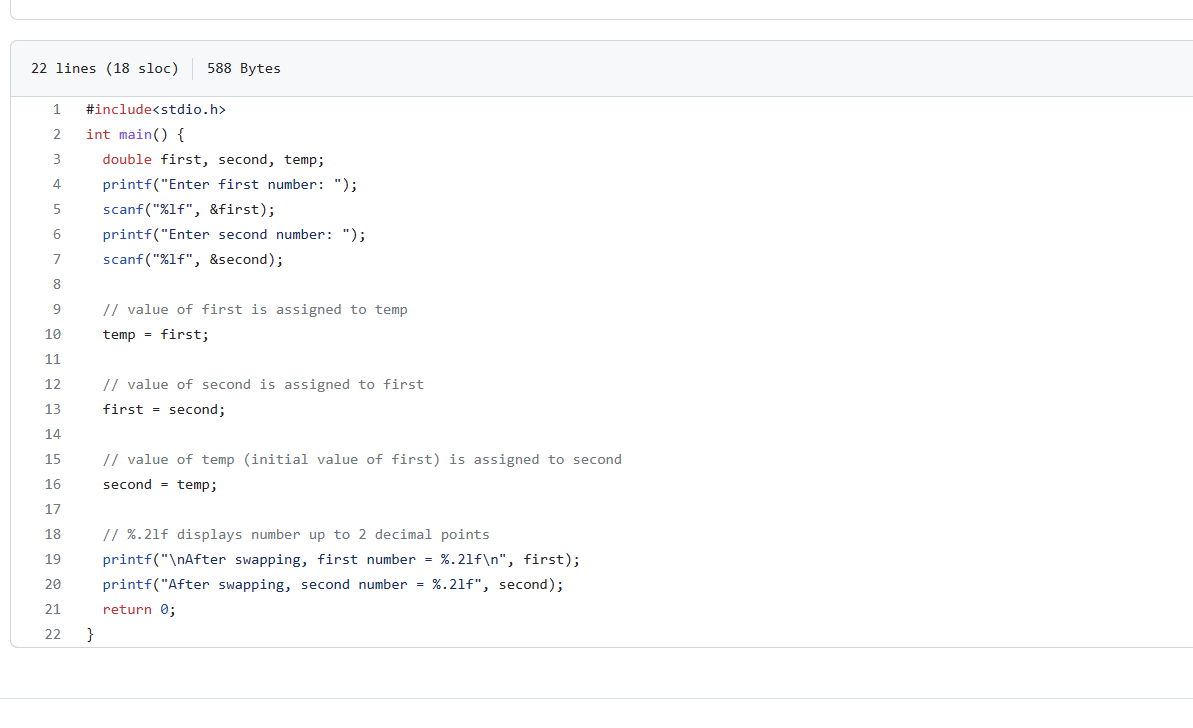 22 lines (18 sloc) 588 Bytes
1 #include<stdio.h>
2 int main() {
3   double first, second, temp;
4   printf("Enter first number: ");
5   scanf("%lf", &first);
6   printf("Enter second number: ");
7   scanf("%lf", &second);
8
9   // value of first is assigned to temp
10   temp = first;
11
12   // value of second is assigned to first
13   first = second;
14
15   // value of temp (initial value of first) is assigned to second
16   second = temp;
17
18   // %.2lf displays number up to 2 decimal points
19   printf("\nAfter swapping, first number = %.2lf\n", first);
20   printf("After swapping, second number = %.2lf", second);
21   return 0;
22 }